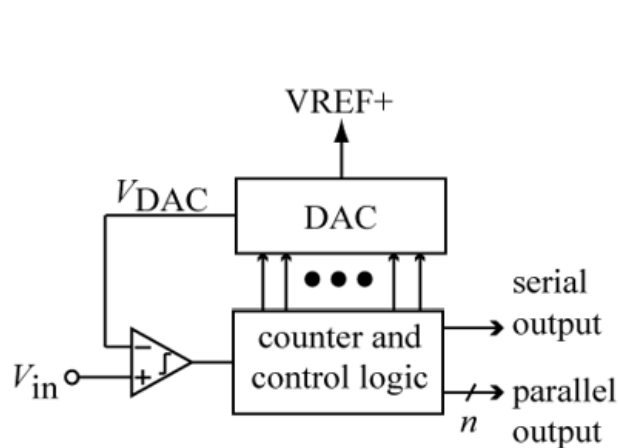 VREF+
VDAC
DAC
serial
output
counter and
control logic
Vin
parallel
output
n
−
+